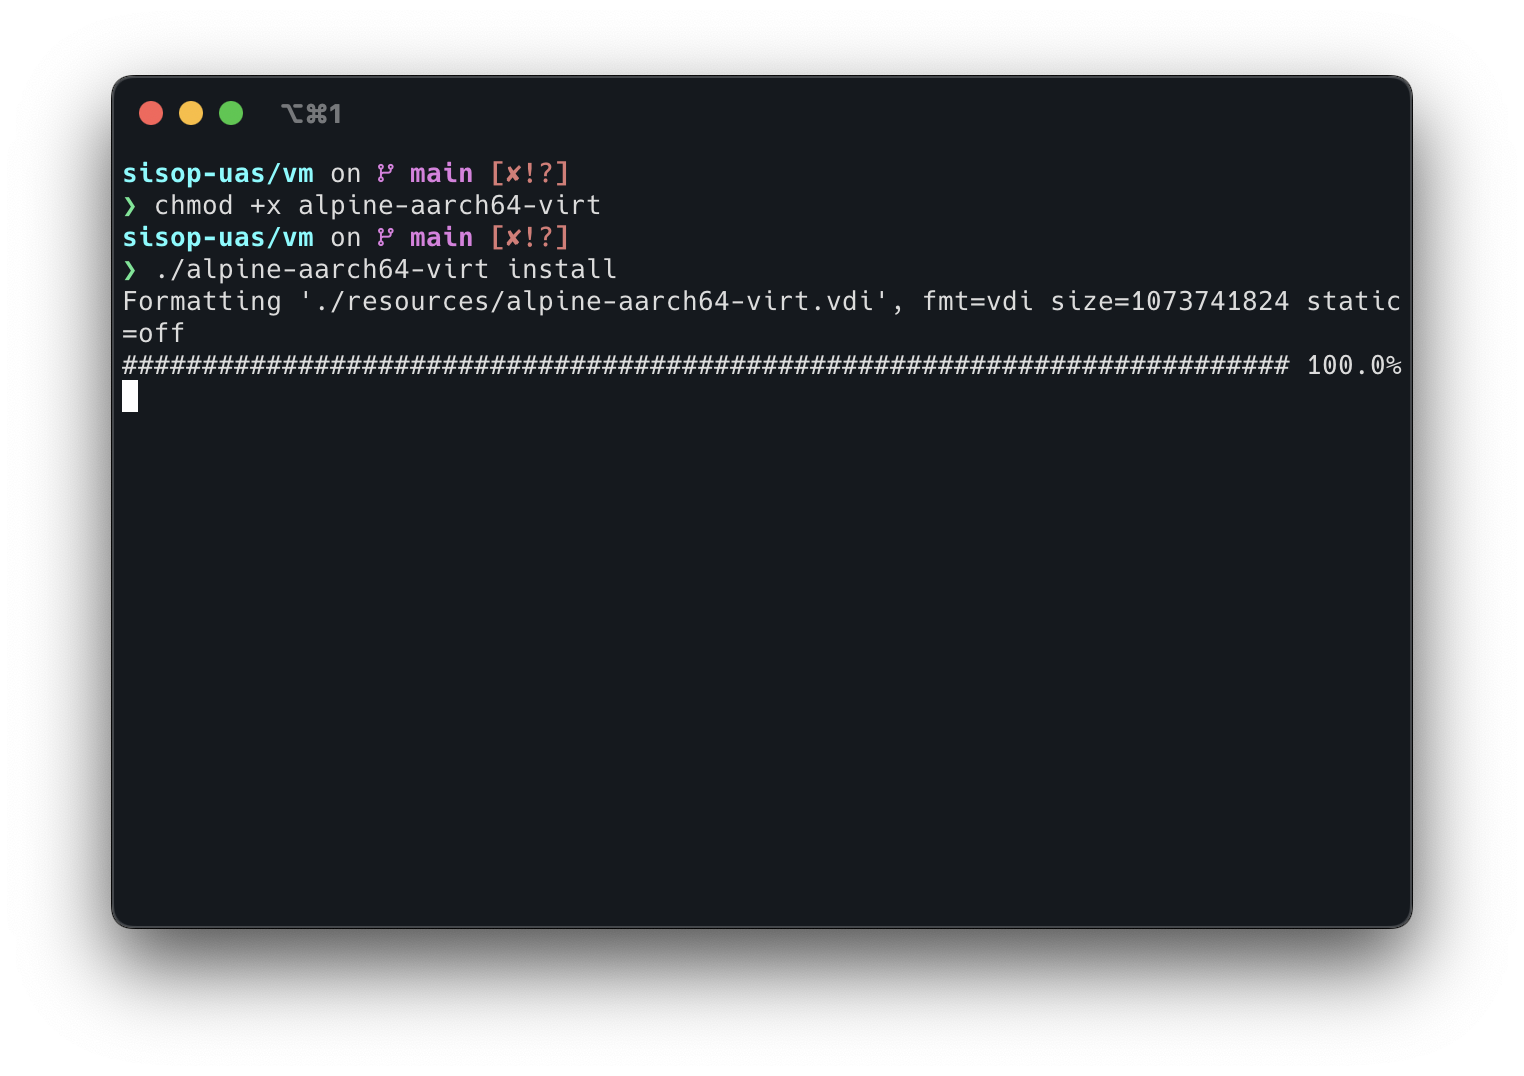 ⌥⌘1
sisop-uas/vm on  main [✘!?]
❯ chmod +x alpine-aarch64-virt
sisop-uas/vm on  main [✘!?]
❯ ./alpine-aarch64-virt install
Formatting './resources/alpine-aarch64-virt.vdi', fmt=vdi size=1073741824 static
=off
######################################################################### 100.0%